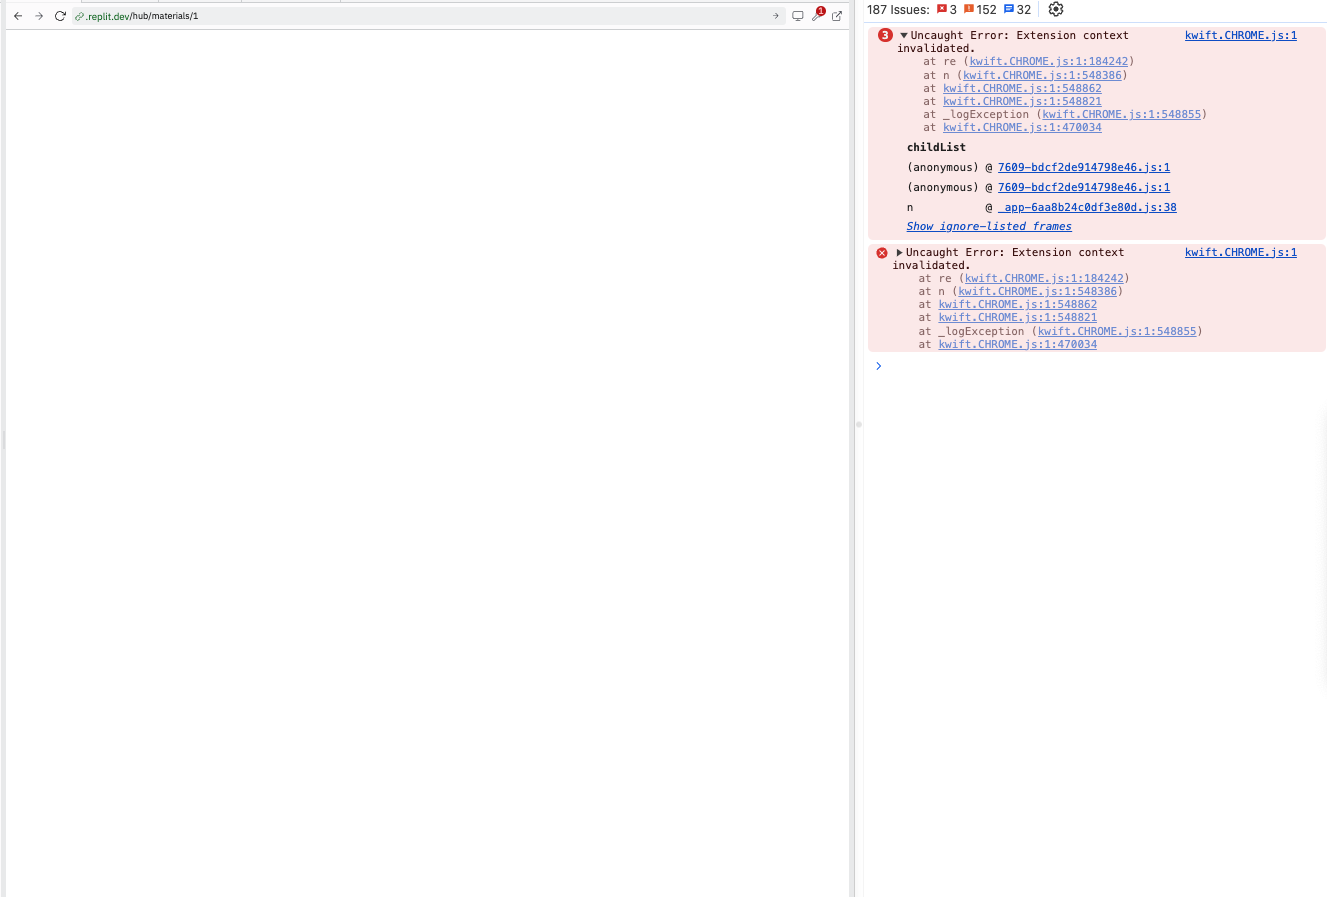 .replit.dev/hub/materials/1
1
187 Issues: 3 152 32
3 Uncaught Error: Extension context kwift.CHROME.js:1
invalidated.
at re (kwift.CHROME.js:1:184242)
at n (kwift.CHROME.js:1:548386)
at kwift.CHROME.js:1:548862
at kwift.CHROME.js:1:548821
at _logException (kwift.CHROME.js:1:548855)
at kwift.CHROME.js:1:470034
childList
(anonymous) @ 7609-bdcf2de914798e46.js:1
(anonymous) @ 7609-bdcf2de914798e46.js:1
n @ _app-6aa8b24c0df3e80d.js:38
Show ignore-listed frames
Uncaught Error: Extension context kwift.CHROME.js:1
invalidated.
at re (kwift.CHROME.js:1:184242)
at n (kwift.CHROME.js:1:548386)
at kwift.CHROME.js:1:548862
at kwift.CHROME.js:1:548821
at _logException (kwift.CHROME.js:1:548855)
at kwift.CHROME.js:1:470034